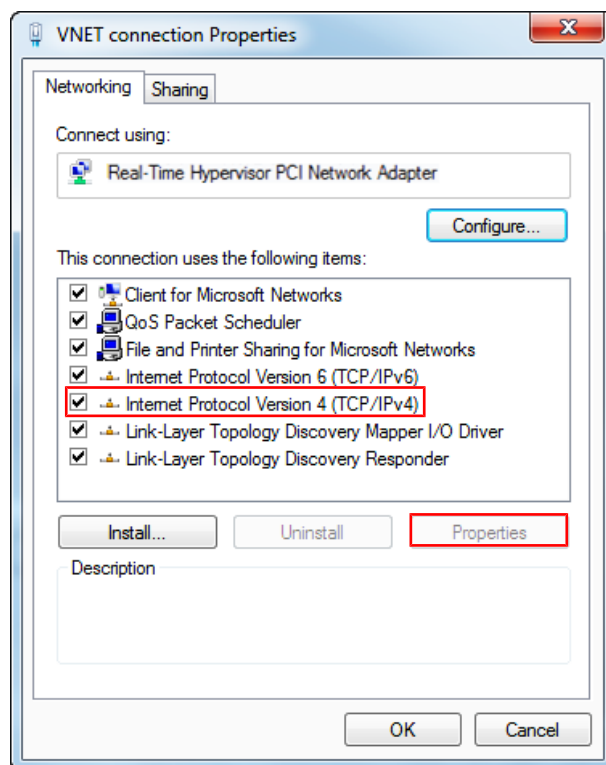 VNET connection Properties
Networking
Sharing
Connect using:
Real-Time Hypervisor PCI Network Adapter
Configure...
This connection uses the following items:
Client for Microsoft Networks
QoS Packet Scheduler
File and Printer Sharing for Microsoft Networks
Internet Protocol Version 6 (TCP/IPv6)
Internet Protocol Version 4 (TCP/IPv4)
Link-Layer Topology Discovery Mapper I/O Driver
Link-Layer Topology Discovery Responder
Install...
Uninstall
Properties
Description
OK
Cancel